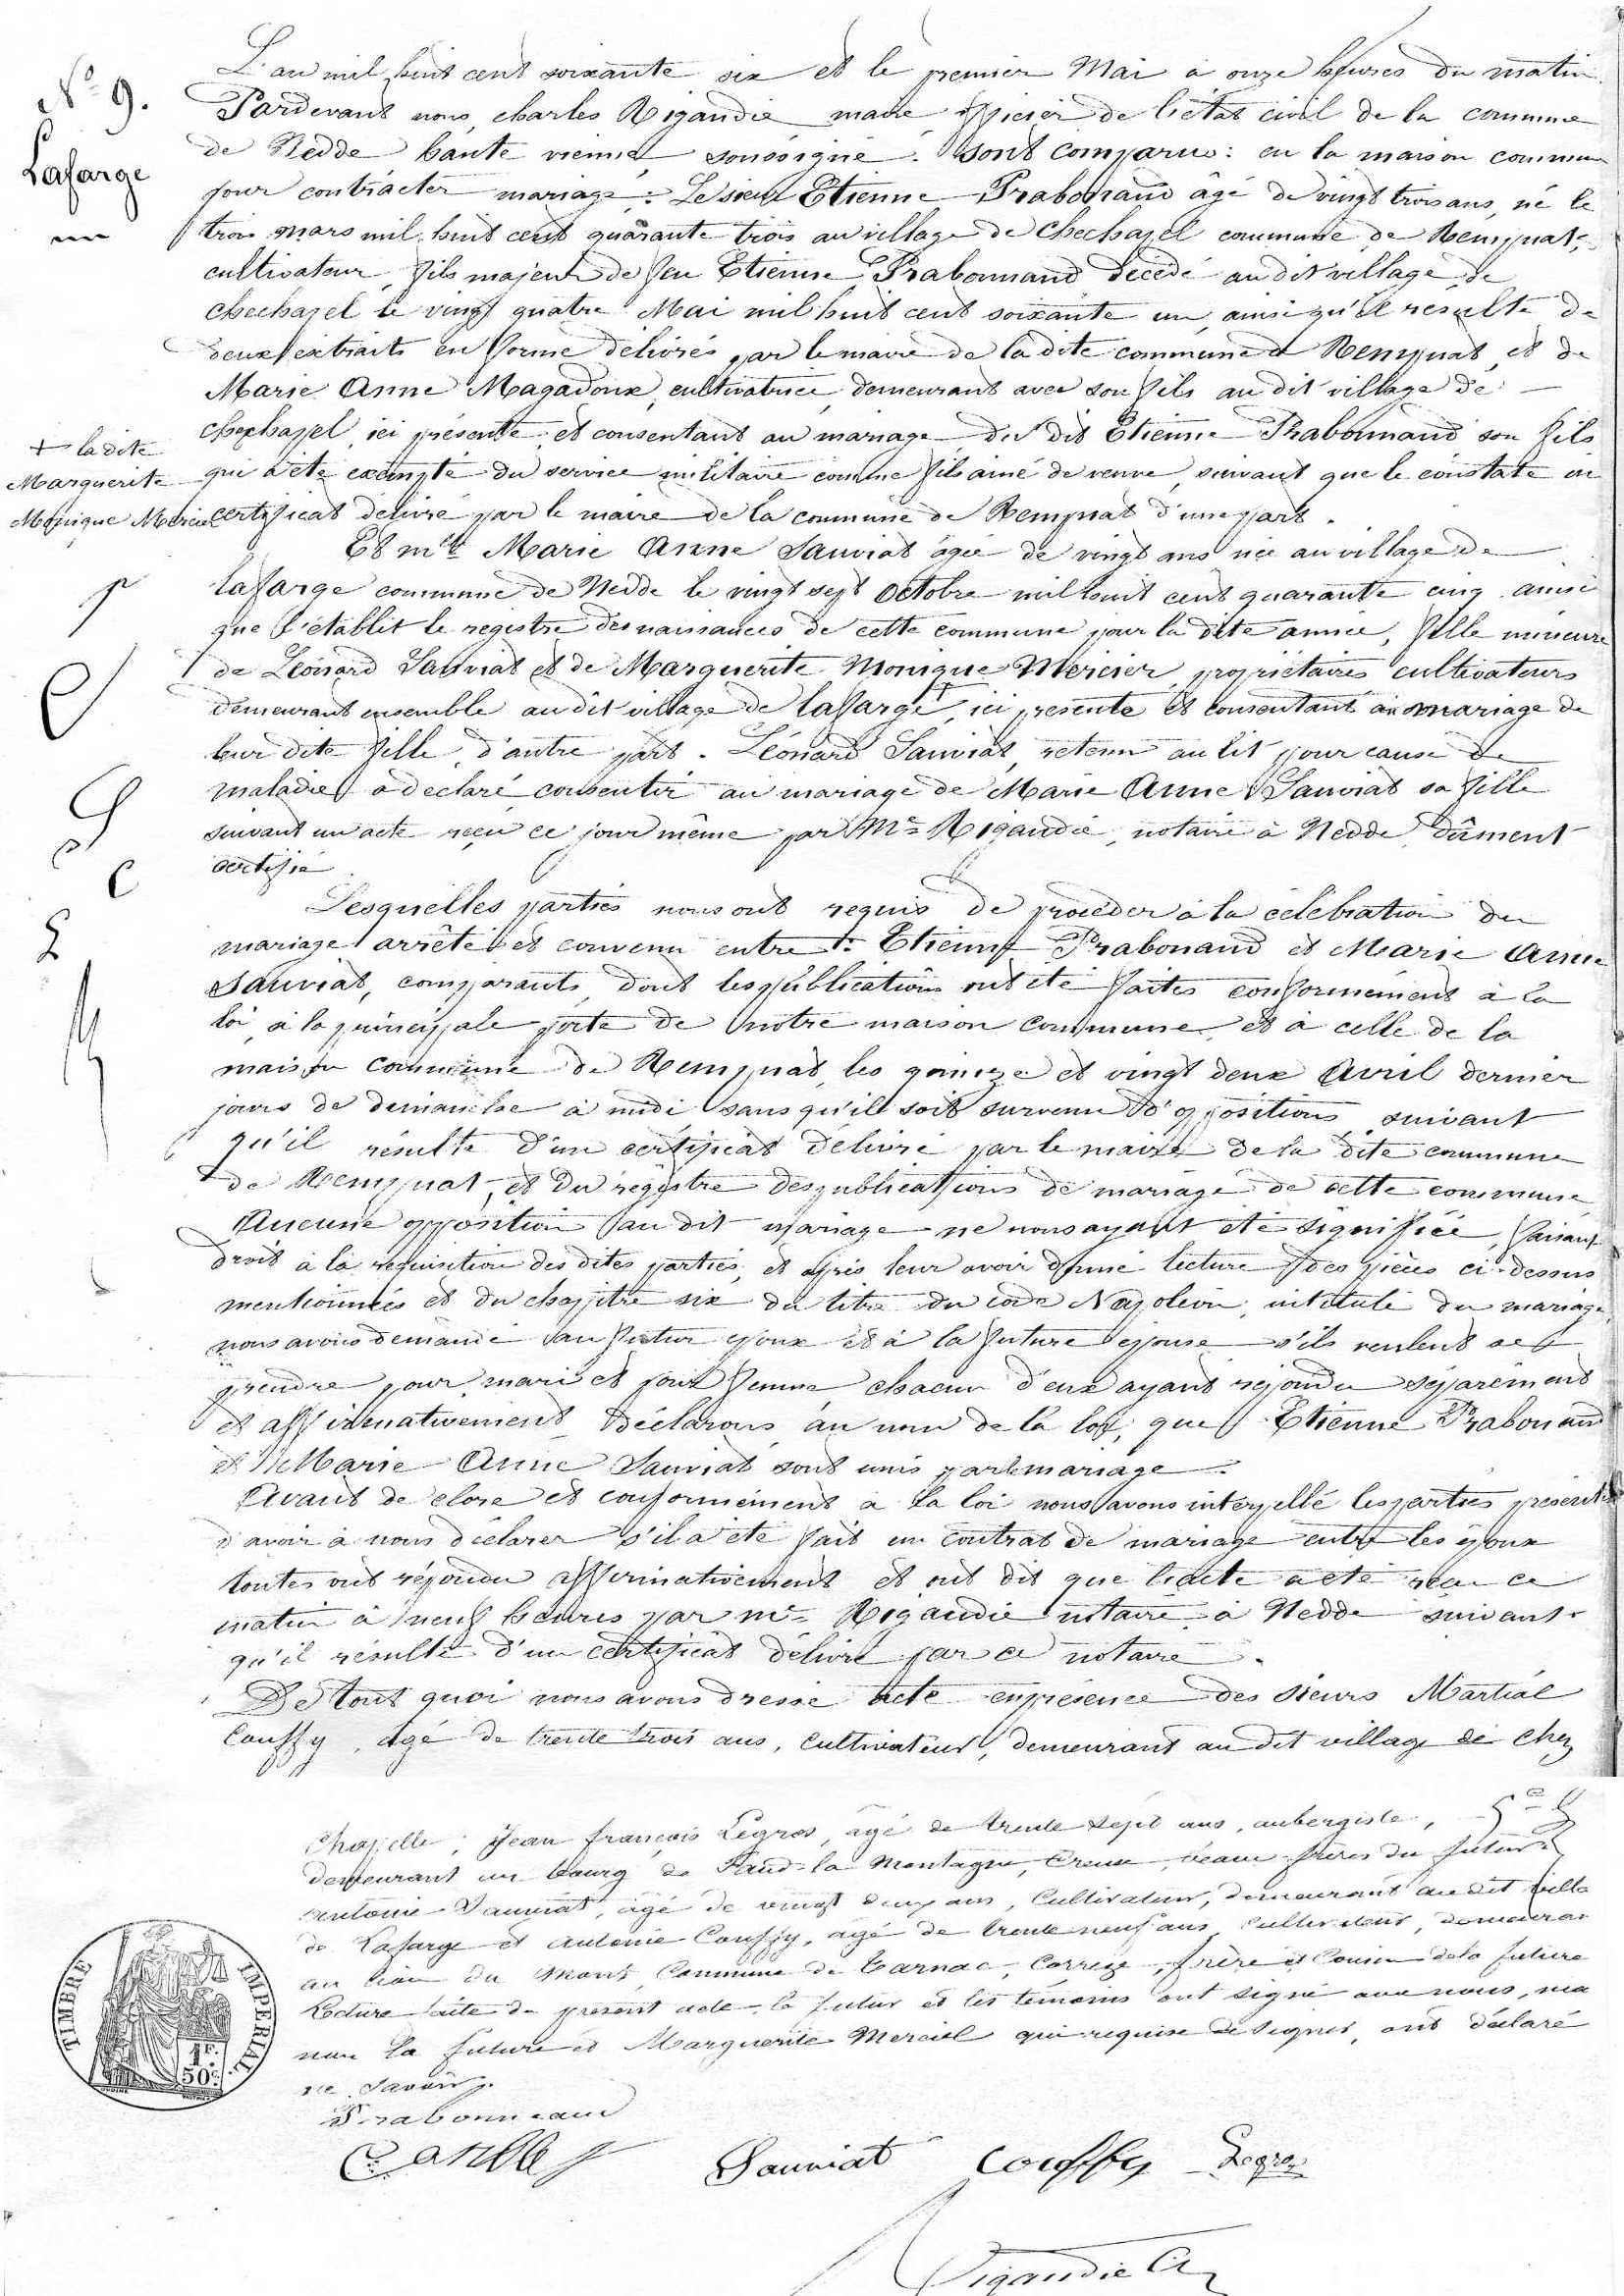 N° 9.
Lafarge
L'an mil huit cent soixante six et le premier Mai à onze heures du matin
Pardevant nous, charles Rigaudie maire officier de l'état civil de la commune
de Nedde haute vienne soussigné. Sont comparu: en la maison commune
pour contracter mariage: Le sieur Etienne Prabonaud âgé de vingt trois ans, né le
trois mars mil huit cent quarante trois au village de chechapel commune de Rempnat,
cultivateur, fils majeur de feu Etienne Prabonnaud décédé au dit village de
chechapel le vingt quatre Mai mil huit cent soixante un, ainsi qu'il résulte de
deux extraits en forme délivrés par le maire de la dite commune de Rempnat, et de
Marie Anne Magadoux, cultivatrice, demeurant avec son fils au dit village de
chechapel, ici présente, et consentant au mariage du dit Etienne Prabonnaud son fils
qui a été exempté du service militaire comme fils ainé de veuve, suivant que le constate un
certificat délivré par le maire de la commune de Rempnat d'une part.
+ la dite
Marguerite
Monique Mercier
Et mlle Marie Anne Sauviat âgée de vingt ans née au village de
lafarge commune de Nedde le vingt sept octobre mil huit cent quarante cinq ainsi
que l'établit le registre des naissances de cette commune pour la dite année, fille mineure
de Léonard Sauviat et de Marguerite Monique Mercier, propriétaires cultivateurs
demeurant ensemble au dit village de lafarge +, ici présente et consentant au mariage de
leur dite fille, d'autre part. Léonard Sauviat, retenu au lit pour cause de
maladie, a déclaré consentir au mariage de Marie Anne Sauviat sa fille
suivant un acte reçu ce jour même par Me Rigaudie, notaire à Nedde, dûment
certifié.
Lesquelles parties nous ont requis de procéder à la célébration du
mariage arrêté et convenu entre: Etienne Prabonaud et Marie Anne
Sauviat, comparants, dont les publications ont été faites conformément à la
loi, à la principale porte de notre maison commune, et à celle de la
maison commune de Rempnat, les quinze et vingt deux Avril dernier
jours de dimanche à midi, sans qu'il soit survenu d'oppositions, suivant
qu'il résulte d'un certificat délivré par le maire de la dite commune
de Rempnat, et du régistre des publications de mariage de cette commune
Aucune opposition au dit mariage ne nous ayant été signifiée, faisant
droit à la réquisition des dites parties, et après leur avoir donné lecture des pièces ci-dessus
mentionnées et du chapitre six du titre du code Napoléon, intitulé du mariage,
nous avons demandé au futur époux et à la future épouse s'ils veulent se
prendre pour mari et pour femme, chacun d'eux ayant répondu séparément
et affirmativement, Déclarons au nom de la loi, que Etienne Prabonaud
et Marie Anne Sauviat sont unis par le mariage.
Avant de clore et conformément à la loi nous avons interpellé les parties présentes
d'avoir à nous déclarer s'il a été fait un contrat de mariage entre les époux
toutes ont répondu affirmativement et ont dit que l'acte a été reçu ce
matin à neuf heures par me Rigaudie notaire à Nedde suivant
qu'il résulte d'un certificat délivré par ce notaire.
De tout quoi nous avons dressé acte en présence des sieurs Martial
Couffy, âgé de trente trois ans, cultivateur, demeurant au dit village de chez
Chapelle; Jean françois Legros, âgé de trente sept ans, aubergiste,
demeurant au bourg de Faud-la Montagne, Creuse, beaux-frères du futur;
Antoine Sauviat, âgé de vingt deux ans, Cultivateur, demeurant au dit villa
de Lafarge et Antoine Couffy, âgé de trente neuf ans, Cultivateur, demeurar
au lieu du Mont, Commune de Tarnac, Corrèze, frère et Cousin de la future
Lecture faite du présent acte, le futur et les témoins ont signé avec nous, ma
non la future et Marguerite Merciel qui requise de signer, ont déclaré
ne savoir.
TIMBRE IMPERIAL
1F.
50c.
Prabonneaud
Sauviat Couffy Legros
Rigaudie